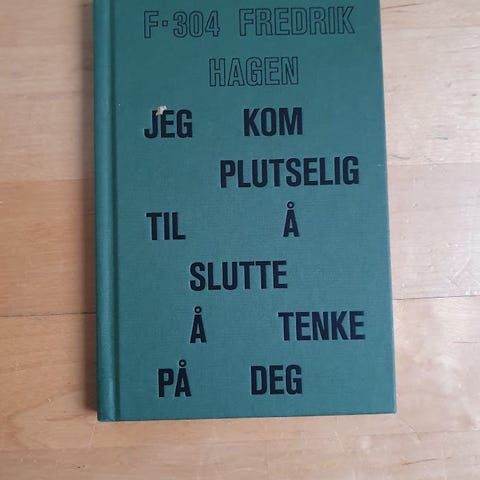 F·304 FREDRIK
HAGEN
JEG KOM
PLUTSELIG
TIL Å
SLUTTE
Å TENKE
PÅ DEG